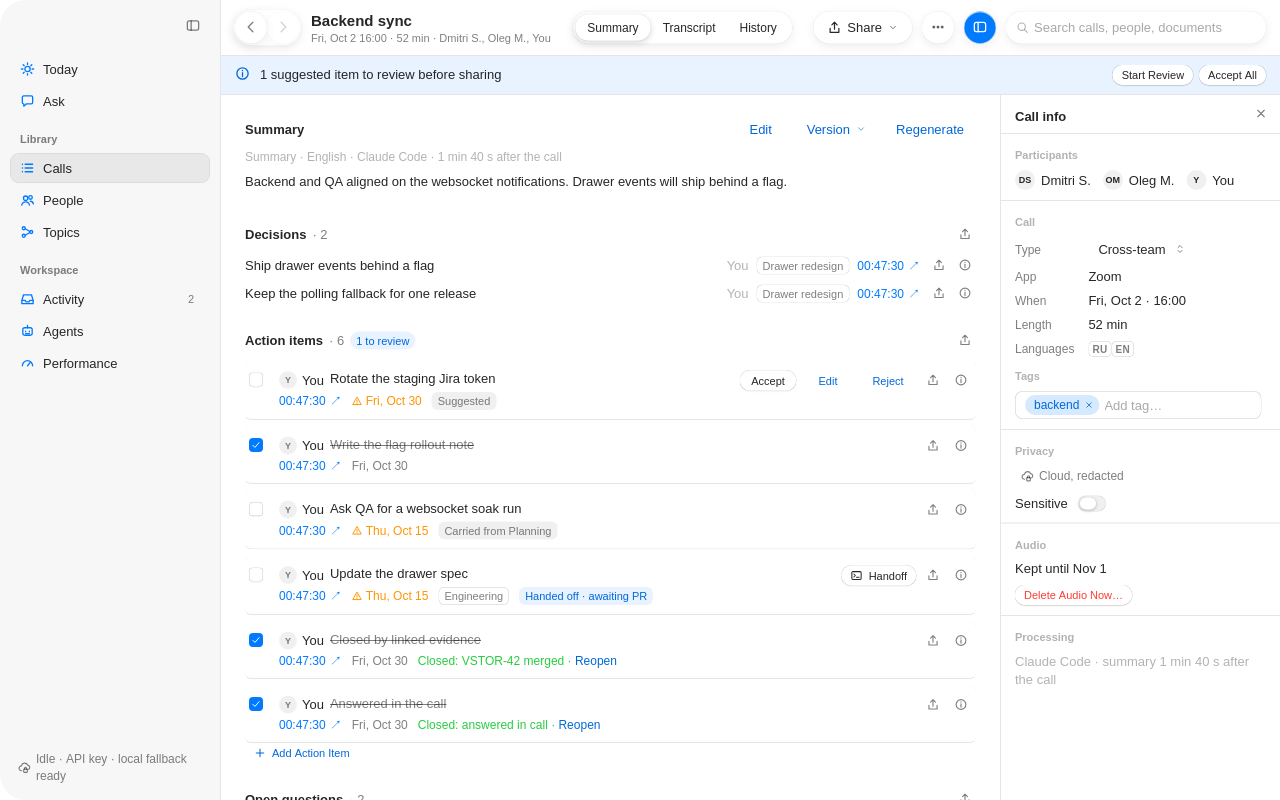 Today
Ask
Library
Calls
People
Topics
Workspace
Activity 2
Agents
Performance
Idle · API key · local fallback
ready
Backend sync
Fri, Oct 2 16:00 · 52 min · Dmitri S., Oleg M., You
Summary Transcript History
Share
Search calls, people, documents
1 suggested item to review before sharing
Start Review Accept All
Summary
Edit Version Regenerate
Summary · English · Claude Code · 1 min 40 s after the call
Backend and QA aligned on the websocket notifications. Drawer events will ship behind a flag.
Decisions · 2
Ship drawer events behind a flag You Drawer redesign 00:47:30
Keep the polling fallback for one release You Drawer redesign 00:47:30
Action items · 6 1 to review
Y You Rotate the staging Jira token Accept Edit Reject
00:47:30 Fri, Oct 30 Suggested
Y You Write the flag rollout note
00:47:30 Fri, Oct 30
Y You Ask QA for a websocket soak run
00:47:30 Thu, Oct 15 Carried from Planning
Y You Update the drawer spec Handoff
00:47:30 Thu, Oct 15 Engineering Handed off · awaiting PR
Y You Closed by linked evidence
00:47:30 Fri, Oct 30 Closed: VSTOR-42 merged · Reopen
Y You Answered in the call
00:47:30 Fri, Oct 30 Closed: answered in call · Reopen
Add Action Item
Open questions · 2
Call info
Participants
DS Dmitri S. OM Oleg M. Y You
Call
Type Cross-team
App Zoom
When Fri, Oct 2 · 16:00
Length 52 min
Languages RU EN
Tags
backend × Add tag…
Privacy
Cloud, redacted
Sensitive
Audio
Kept until Nov 1
Delete Audio Now…
Processing
Claude Code · summary 1 min 40 s after
the call